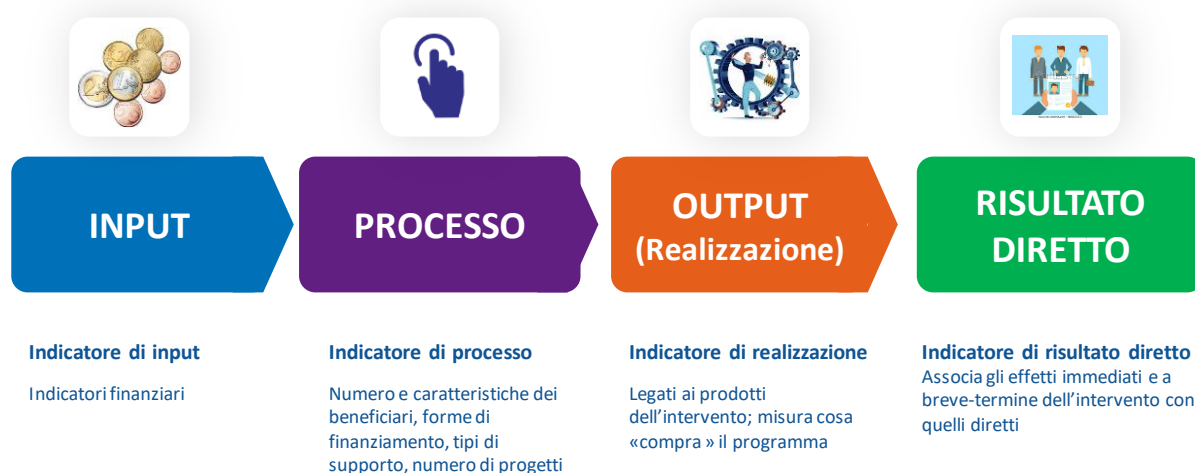 INPUT
PROCESSO
OUTPUT
(Realizzazione)
RISULTATO
DIRETTO
Indicatore di input
Indicatori finanziari
Indicatore di processo
Numero e caratteristiche dei
beneficiari, forme di
finanziamento, tipi di
supporto, numero di progetti
Indicatore di realizzazione
Legati ai prodotti
dell'intervento; misura cosa
«compra » il programma
Indicatore di risultato diretto
Associa gli effetti immediati e a
breve-termine dell'intervento con
quelli diretti